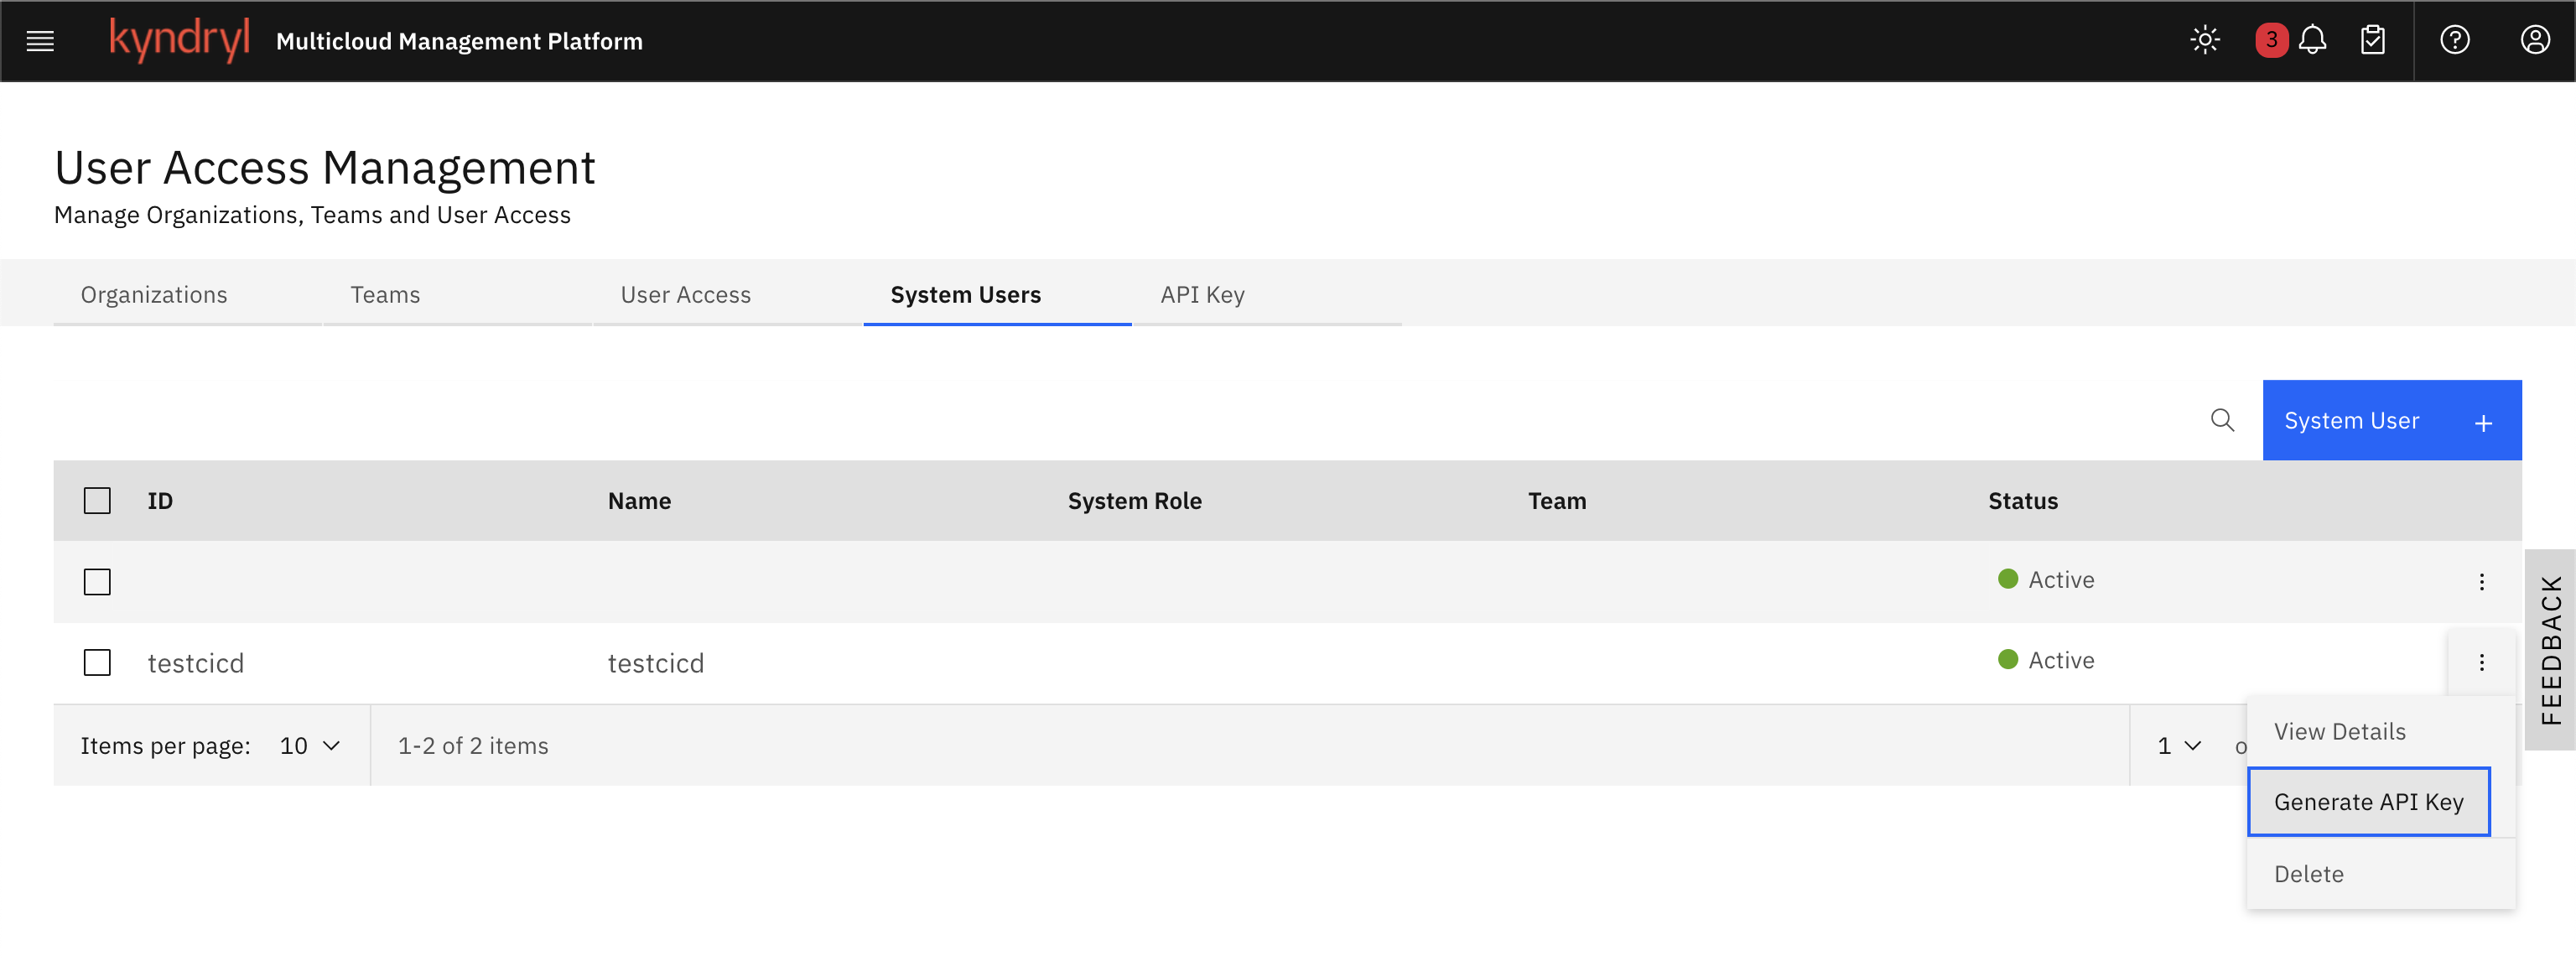 kyndryl Multicloud Management Platform 3
User Access Management
Manage Organizations, Teams and User Access
Organizations Teams User Access System Users API Key
System User +
ID Name System Role Team Status
Active
testcicd testcicd Active
Items per page: 10 1-2 of 2 items 1
View Details
Generate API Key
Delete
FEEDBACK